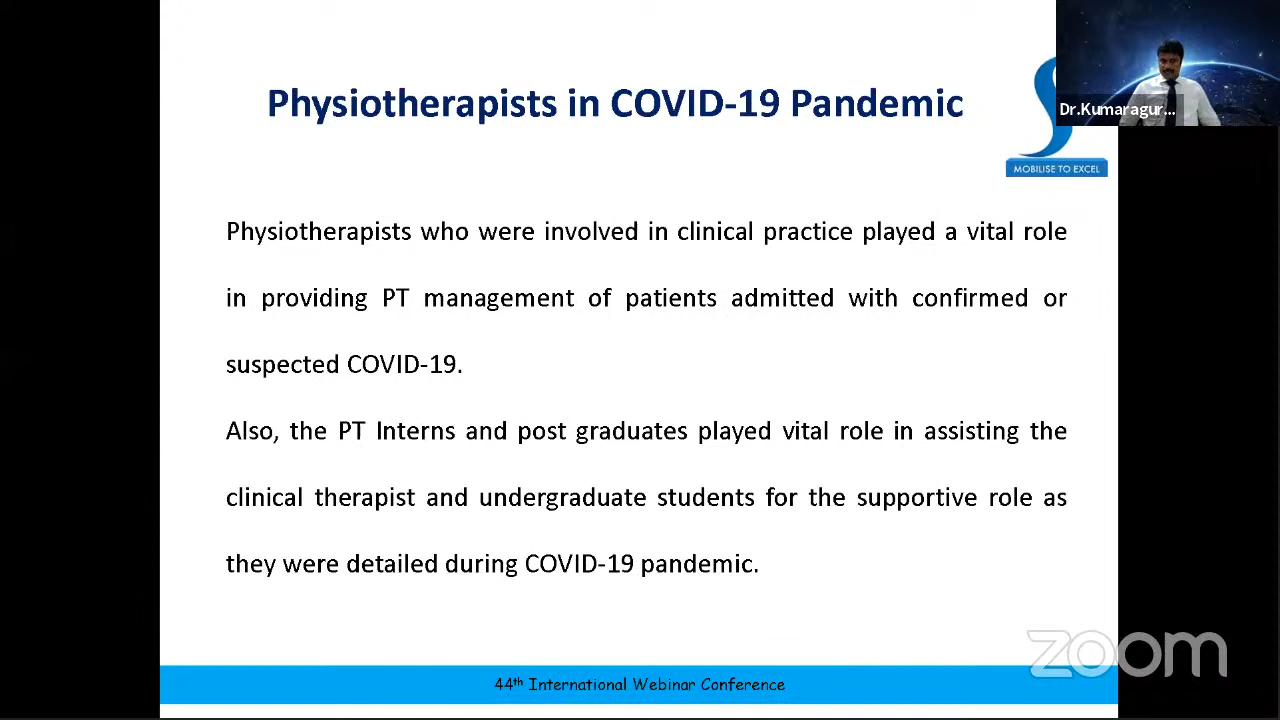 Physiotherapists in COVID-19 Pandemic
Dr.Kumaragur...
MOBILISE TO EXCEL
Physiotherapists who were involved in clinical practice played a vital role
in providing PT management of patients admitted with confirmed or
suspected COVID-19.
Also, the PT Interns and post graduates played vital role in assisting the
clinical therapist and undergraduate students for the supportive role as
they were detailed during COVID-19 pandemic.
zoom
44th International Webinar Conference